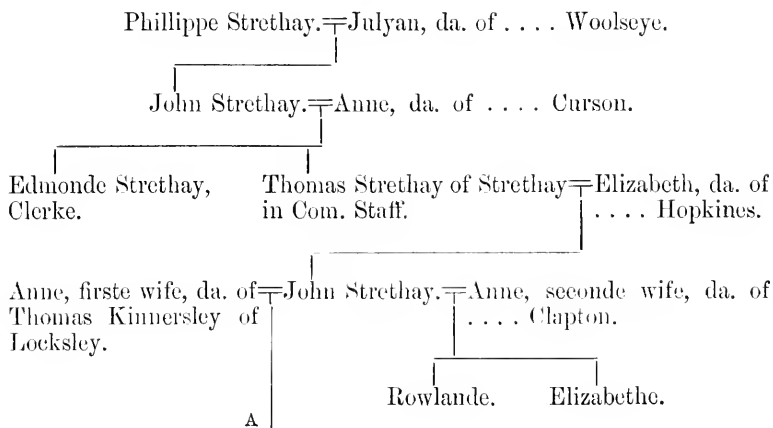 Phillippe Strethay.=Julyan, da. of . . . . Woolseye.
John Strethay.=Anne, da. of . . . . Curson.
Edmonde Strethay,
Clerke.
Thomas Strethay of Strethay=Elizabeth, da. of
in Com. Staff.
. . . . Hopkines.
Anne, firste wife, da. of=John Strethay.=Anne, seconde wife, da. of
Thomas Kinnersley of
Locksley.
. . . . Clapton.
Rowlande. Elizabethe.
A